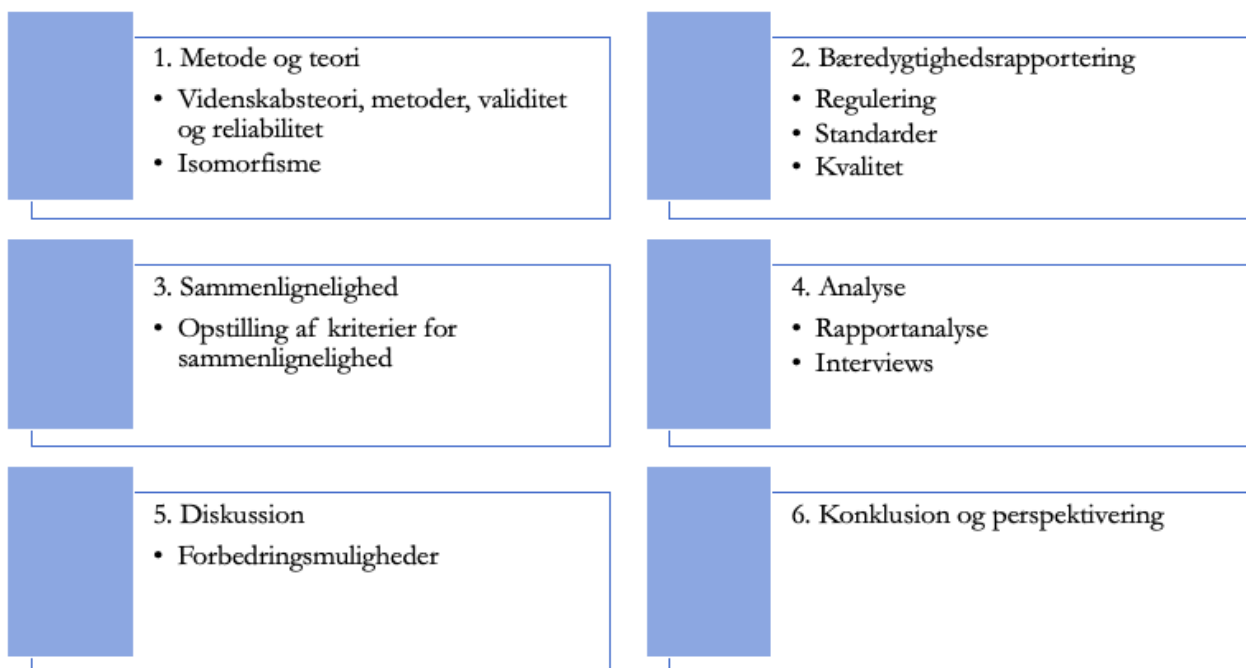 1. Metode og teori
• Videnskabsteori, metoder, validitet
og reliabilitet
• Isomorfisme
2. Bæredygtighedsrapportering
• Regulering
• Standarder
• Kvalitet
3. Sammenlignelighed
• Opstilling af kriterier for
sammenlignelighed
4. Analyse
• Rapportanalyse
• Interviews
5. Diskussion
• Forbedringsmuligheder
6. Konklusion og perspektivering